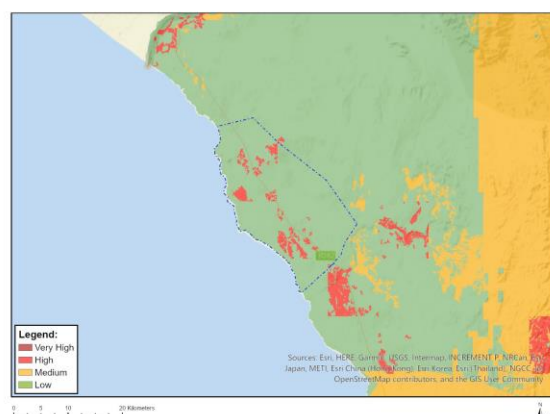 Legend:
Very High
High
Medium
Low
Sources: Esri, HERE, Garmin, USGS, Intermap, INCREMENT P, NRCan, Esri
Japan, METI, Esri China (Hong Kong), Esri Korea, Esri (Thailand), NGCC,
OpenStreetMap contributors, and the GIS User Community
0 5 10 20 Kilometers
N